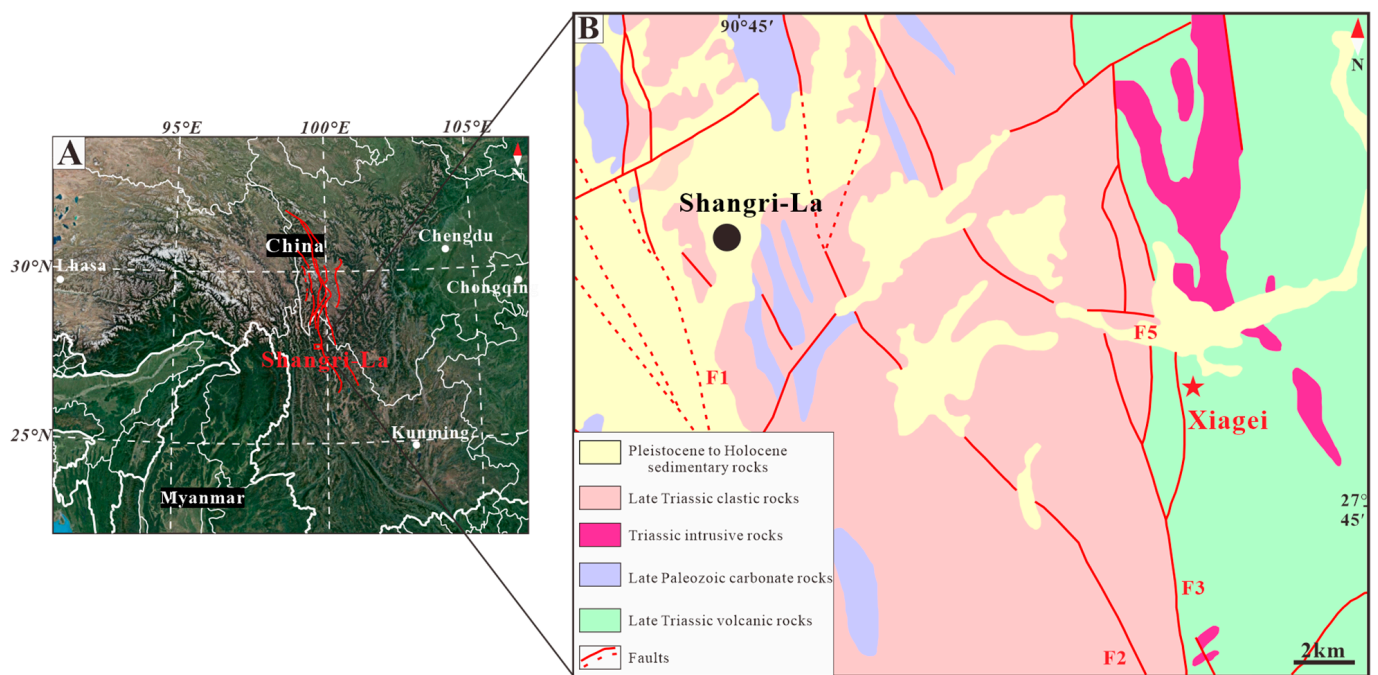 A
95°E
100°E
105°E
N
China
Chengdu
30°N
Lhasa
Chongqin
Shangri-La
25°N
Kunming
Myanmar
B
90°45′
N
Shangri-La
F1
F5
Xiagei
27°
45′
F3
F2
2km
Pleistocene to Holocene
sedimentary rocks
Late Triassic clastic rocks
Triassic intrusive rocks
Late Paleozoic carbonate rocks
Late Triassic volcanic rocks
Faults